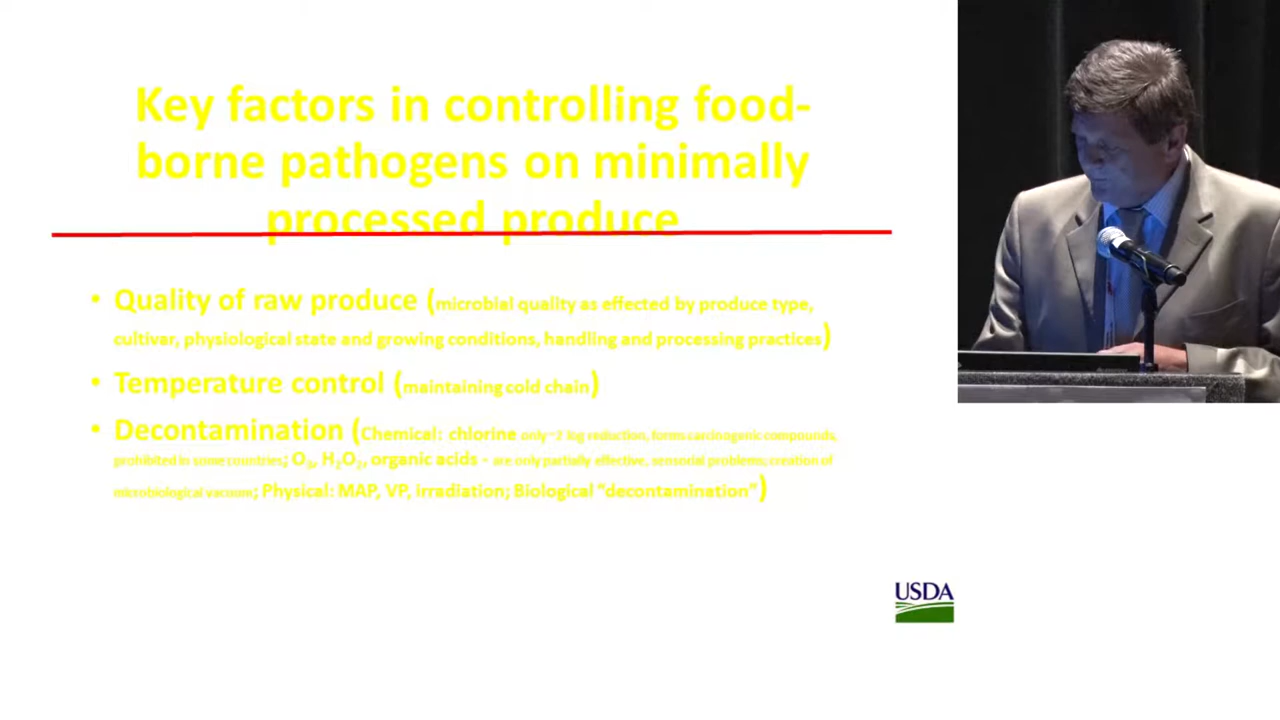 Key factors in controlling food-
borne pathogens on minimally
processed produce
• Quality of raw produce (microbial quality as effected by produce type,
cultivar, physiological state and growing conditions, handling and processing practices)
• Temperature control (maintaining cold chain)
• Decontamination (Chemical: chlorine only ~2 log reduction, forms carcinogenic compounds,
prohibited in some countries; O₃, H₂O₂, organic acids - are only partially effective, sensorial problems; creation of
microbiological vacuum; Physical: MAP, VP, Irradiation; Biological “decontamination”)
USDA